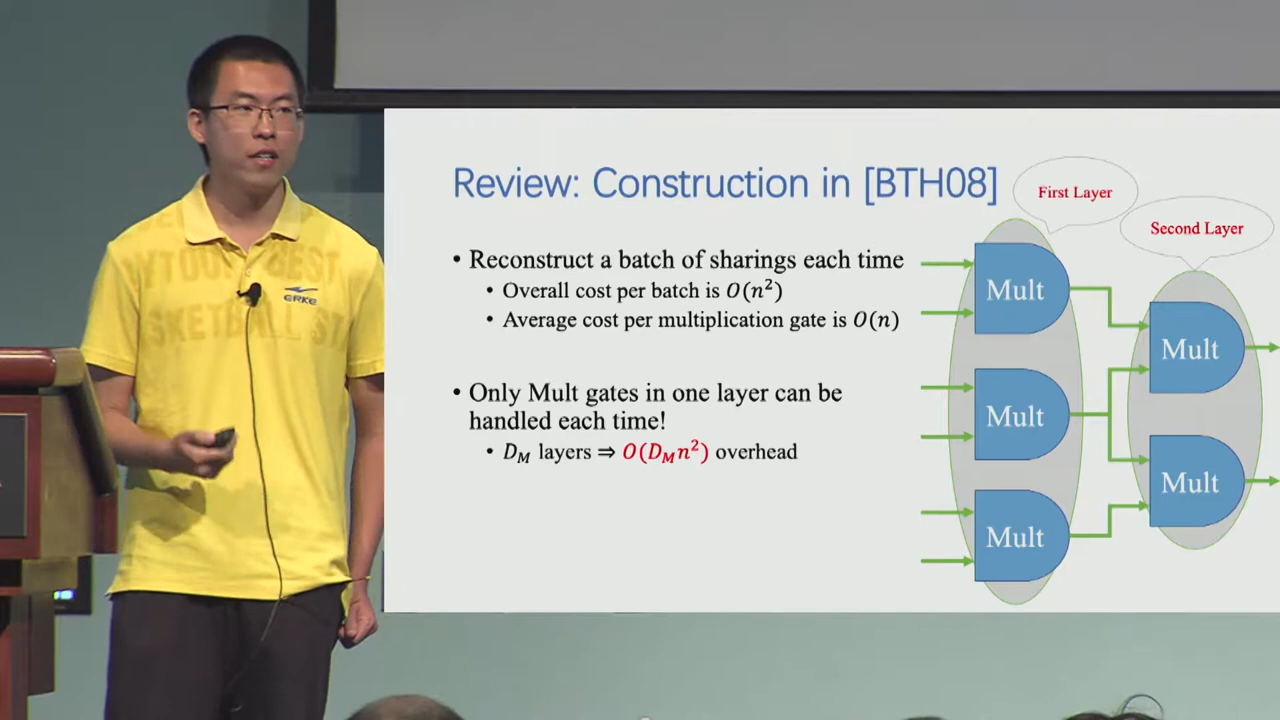 Review: Construction in [BTH08]
First Layer
Second Layer
• Reconstruct a batch of sharings each time
• Overall cost per batch is O(n²)
• Average cost per multiplication gate is O(n)
• Only Mult gates in one layer can be
handled each time!
• D_M layers ⇒ O(D_M n²) overhead
Mult
Mult
Mult
Mult
Mult
ERKE
BEST